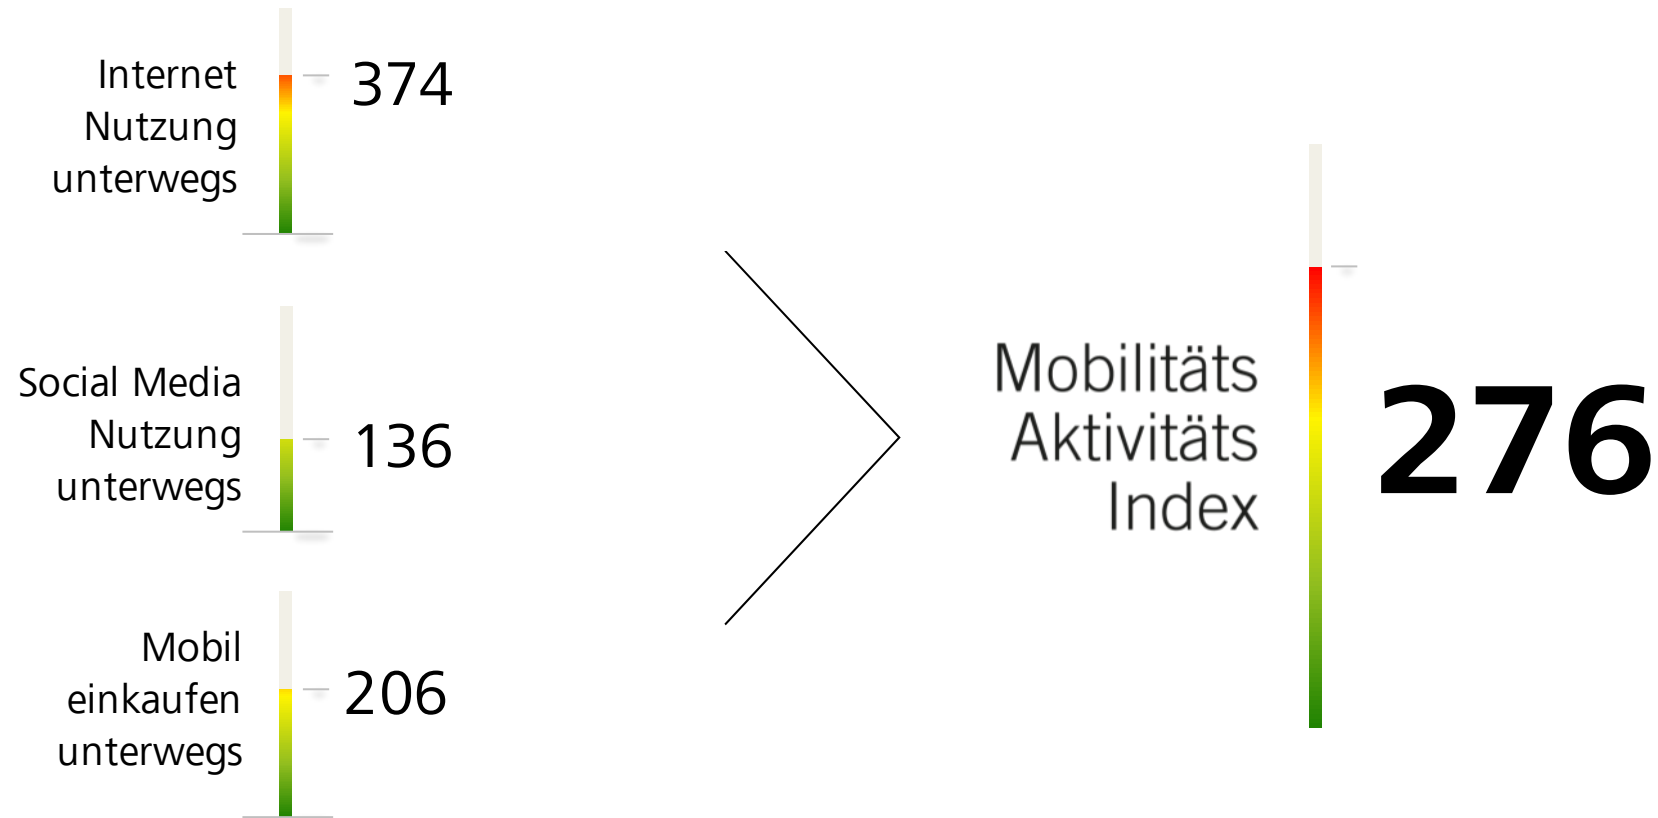 Internet
Nutzung
unterwegs
374
Social Media
Nutzung
unterwegs
136
Mobil
einkaufen
unterwegs
206
Mobilitäts
Aktivitäts
Index
276